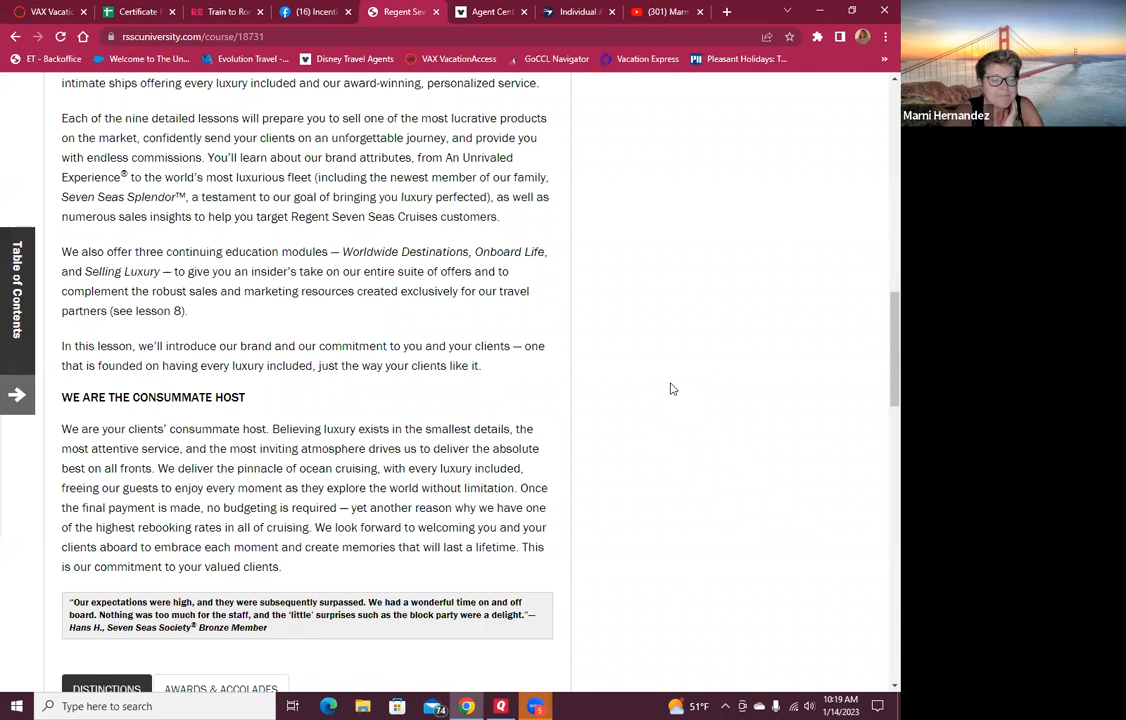 VAX Vacati
Certificate F
Train to Ro
(16) Incenti
Regent Sev
Agent Cent
Individual A
(301) Marn
rsscuniversity.com/course/18731
ET - Backoffice
Welcome to The Un...
Evolution Travel -...
Disney Travel Agents
VAX VacationAccess
GoCCL Navigator
Vacation Express
Pleasant Holidays: T...
»
Marni Hernandez
Table of Contents
intimate ships offering every luxury included and our award-winning, personalized service.
Each of the nine detailed lessons will prepare you to sell one of the most lucrative products
on the market, confidently send your clients on an unforgettable journey, and provide you
with endless commissions. You'll learn about our brand attributes, from An Unrivaled
Experience® to the world's most luxurious fleet (including the newest member of our family,
Seven Seas Splendor™, a testament to our goal of bringing you luxury perfected), as well as
numerous sales insights to help you target Regent Seven Seas Cruises customers.
We also offer three continuing education modules — Worldwide Destinations, Onboard Life,
and Selling Luxury — to give you an insider's take on our entire suite of offers and to
complement the robust sales and marketing resources created exclusively for our travel
partners (see lesson 8).
In this lesson, we'll introduce our brand and our commitment to you and your clients — one
that is founded on having every luxury included, just the way your clients like it.
WE ARE THE CONSUMMATE HOST
We are your clients' consummate host. Believing luxury exists in the smallest details, the
most attentive service, and the most inviting atmosphere drives us to deliver the absolute
best on all fronts. We deliver the pinnacle of ocean cruising, with every luxury included,
freeing our guests to enjoy every moment as they explore the world without limitation. Once
the final payment is made, no budgeting is required — yet another reason why we have one
of the highest rebooking rates in all of cruising. We look forward to welcoming you and your
clients aboard to embrace each moment and create memories that will last a lifetime. This
is our commitment to your valued clients.
"Our expectations were high, and they were subsequently surpassed. We had a wonderful time on and off
board. Nothing was too much for the staff, and the 'little' surprises such as the block party were a delight."—
Hans H., Seven Seas Society® Bronze Member
DISTINCTIONS
AWARDS & ACCOLADES
Type here to search
74
Q
5
51°F
10:19 AM
1/14/2023